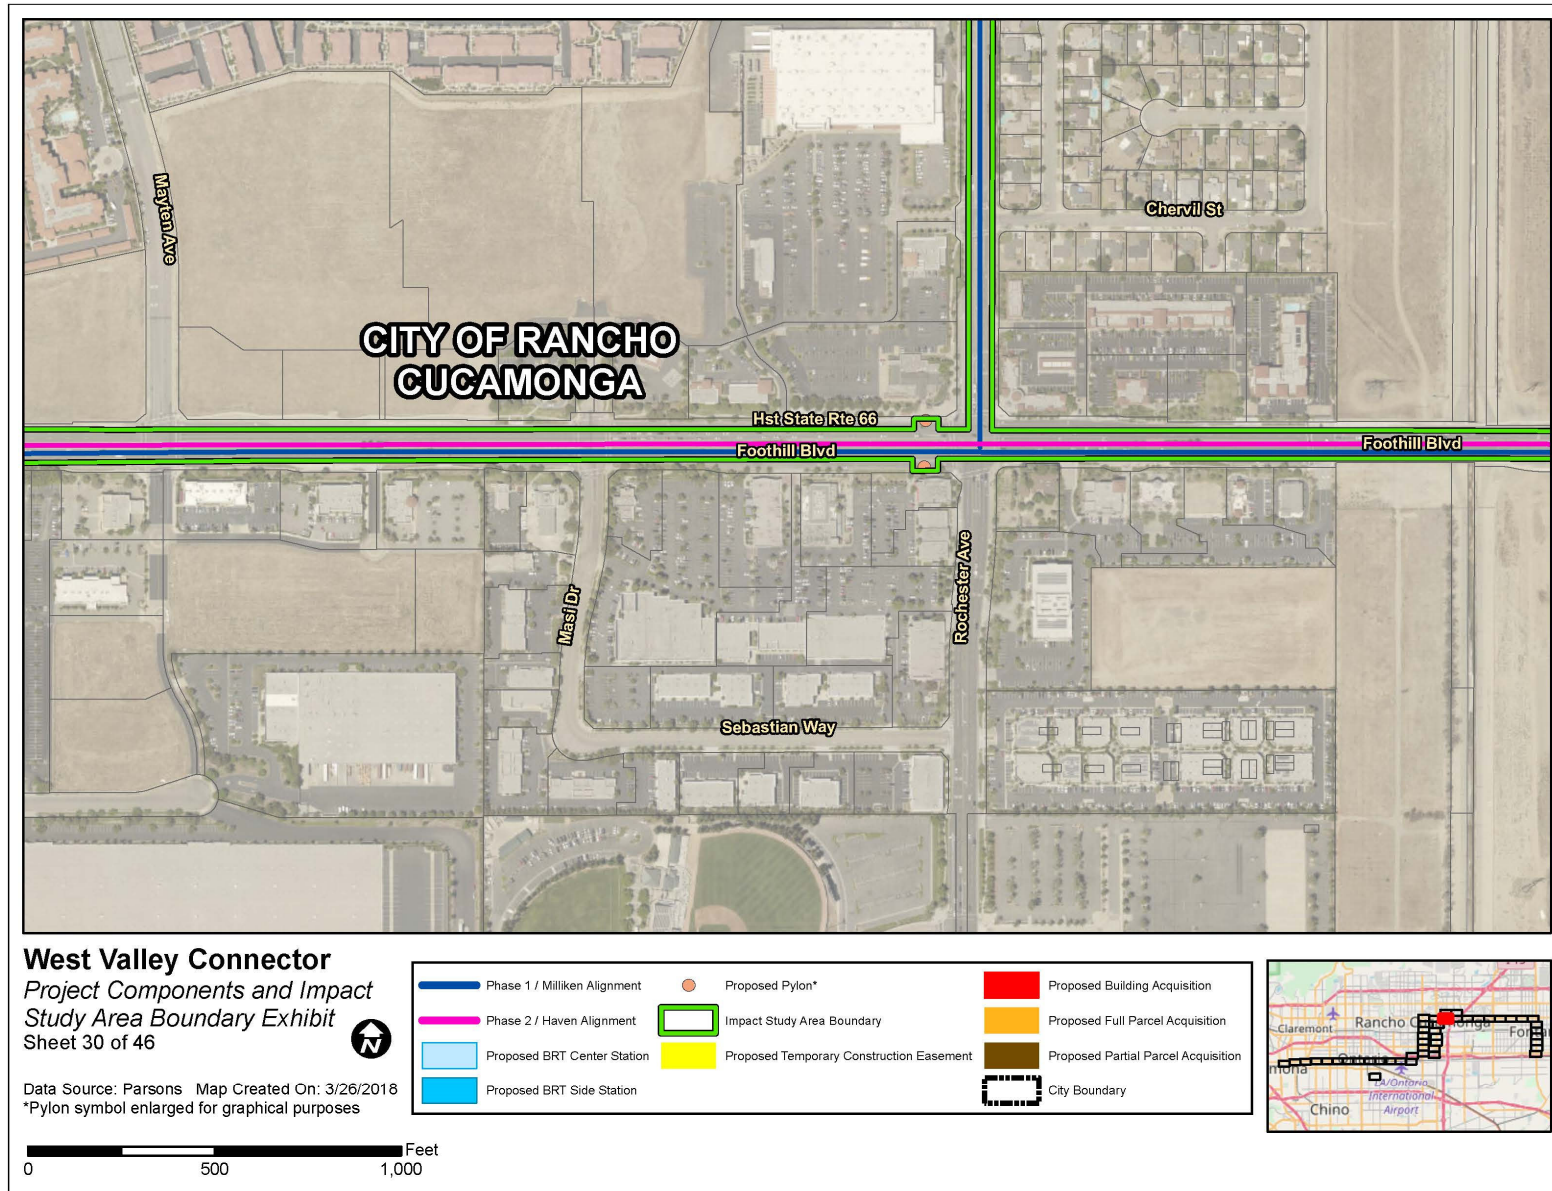 Mayten Ave
Chervil St
CITY OF RANCHO
CUCAMONGA
Hst State Rte 66
Foothill Blvd
Foothill Blvd
Masi Dr
Rochester Ave
Sebastian Way
West Valley Connector
Project Components and Impact
Study Area Boundary Exhibit
Sheet 30 of 46
N
Data Source: Parsons Map Created On: 3/26/2018
*Pylon symbol enlarged for graphical purposes
Feet
0 500 1,000
Phase 1 / Milliken Alignment
Phase 2 / Haven Alignment
Proposed BRT Center Station
Proposed BRT Side Station
Proposed Pylon*
Impact Study Area Boundary
Proposed Temporary Construction Easement
Proposed Building Acquisition
Proposed Full Parcel Acquisition
Proposed Partial Parcel Acquisition
City Boundary
Claremont
Rancho
Ontario
LA/Ontario
International
Airport
Chino